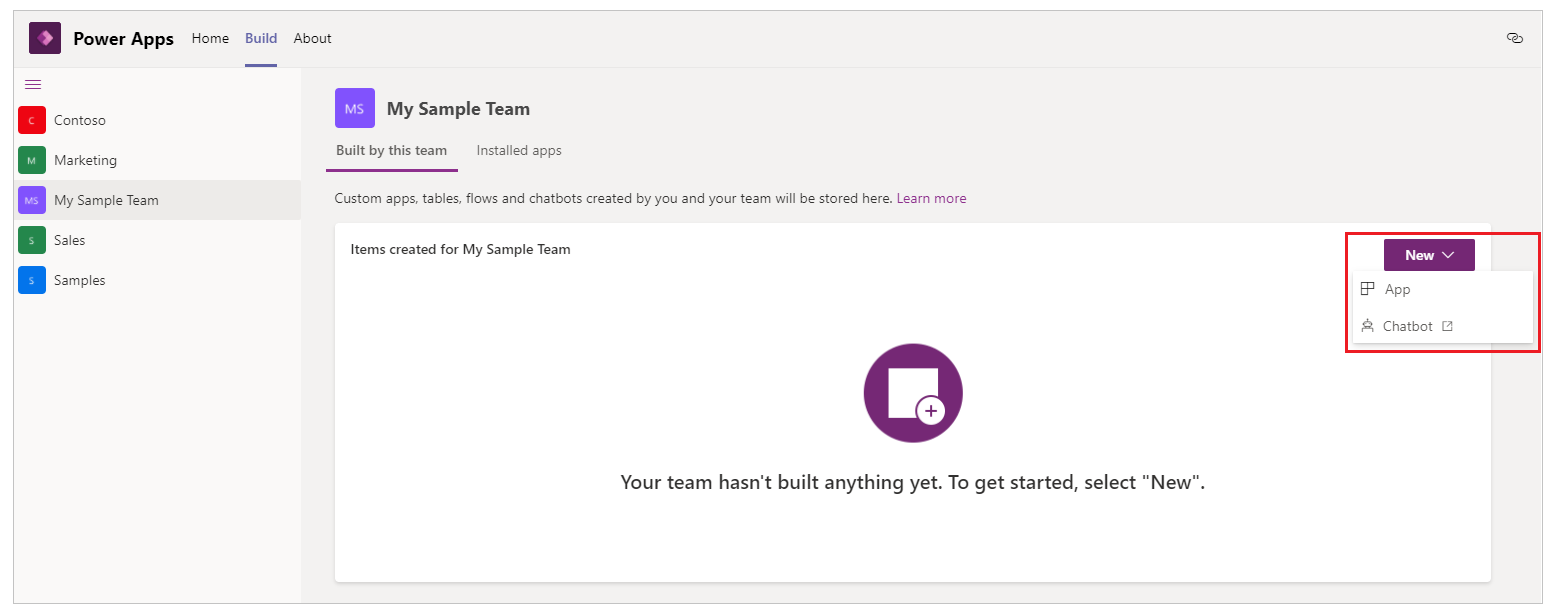 Power Apps Home Build About
C Contoso
M Marketing
MS My Sample Team
S Sales
S Samples
MS My Sample Team
Built by this team Installed apps
Custom apps, tables, flows and chatbots created by you and your team will be stored here. Learn more
Items created for My Sample Team
New
App
Chatbot
Your team hasn't built anything yet. To get started, select "New".